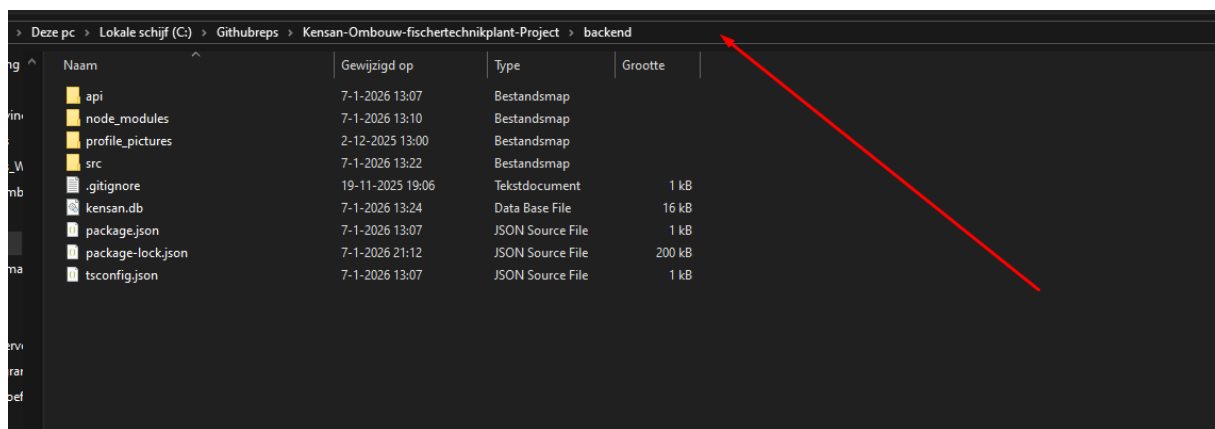 Deze pc > Lokale schijf (C:) > Githubreps > Kensan-Ombouw-fischertechnikplant-Project > backend
Naam Gewijzigd op Type Grootte
api 7-1-2026 13:07 Bestandsmap
node_modules 7-1-2026 13:10 Bestandsmap
profile_pictures 2-12-2025 13:00 Bestandsmap
src 7-1-2026 13:22 Bestandsmap
.gitignore 19-11-2025 19:06 Tekstdocument 1 kB
kensan.db 7-1-2026 13:24 Data Base File 16 kB
package.json 7-1-2026 13:07 JSON Source File 1 kB
package-lock.json 7-1-2026 21:12 JSON Source File 200 kB
tsconfig.json 7-1-2026 13:07 JSON Source File 1 kB